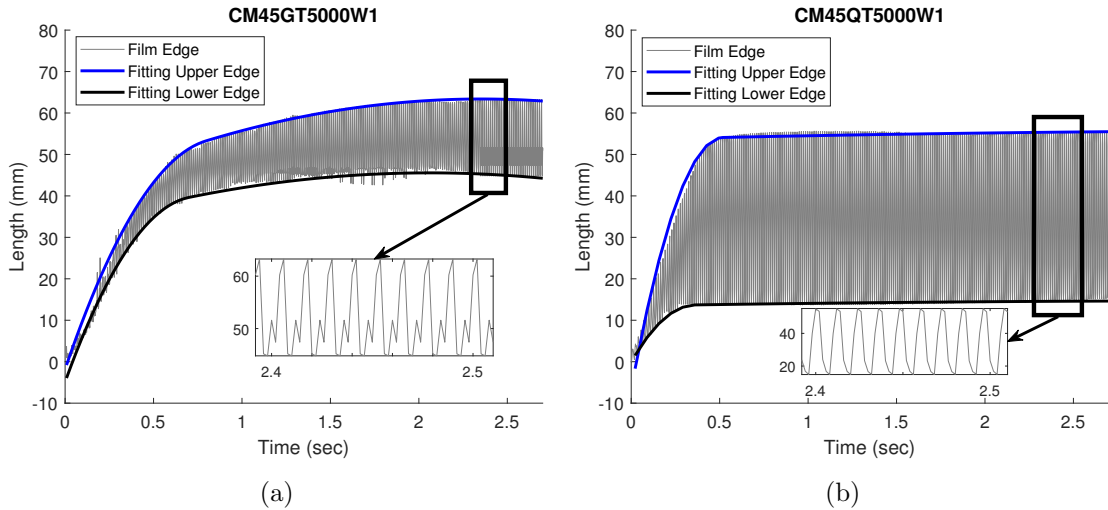 CM45GT5000W1
80
70
60
50
40
30
20
10
0
-10
Length (mm)
Film Edge
Fitting Upper Edge
Fitting Lower Edge
60
50
2.4
2.5
0 0.5 1 1.5 2 2.5
Time (sec)
(a)
CM45QT5000W1
80
70
60
50
40
30
20
10
0
-10
Length (mm)
Film Edge
Fitting Upper Edge
Fitting Lower Edge
40
20
2.4
2.5
0 0.5 1 1.5 2 2.5
Time (sec)
(b)